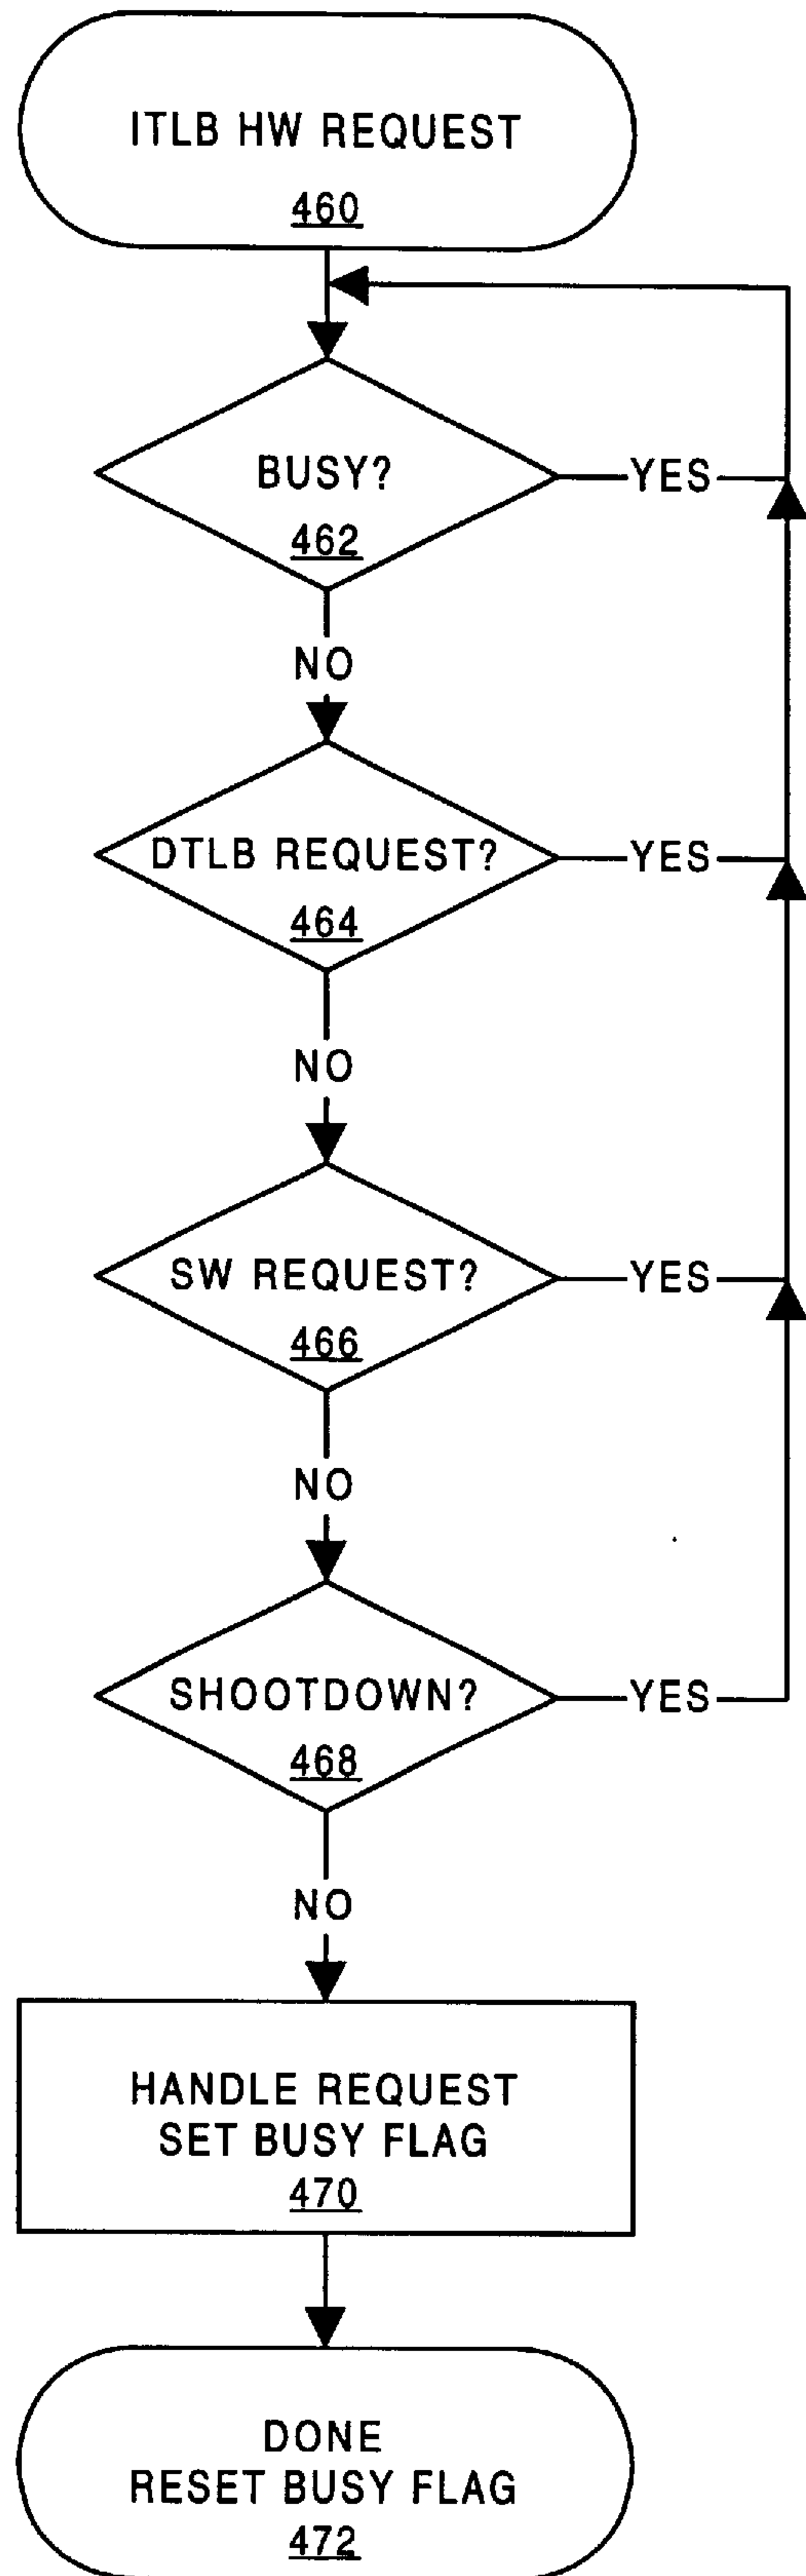 ITLB HW REQUEST
460
BUSY?
462
YES
NO
DTLB REQUEST?
464
YES
NO
SW REQUEST?
466
YES
NO
SHOOTDOWN?
468
YES
NO
HANDLE REQUEST
SET BUSY FLAG
470
DONE
RESET BUSY FLAG
472